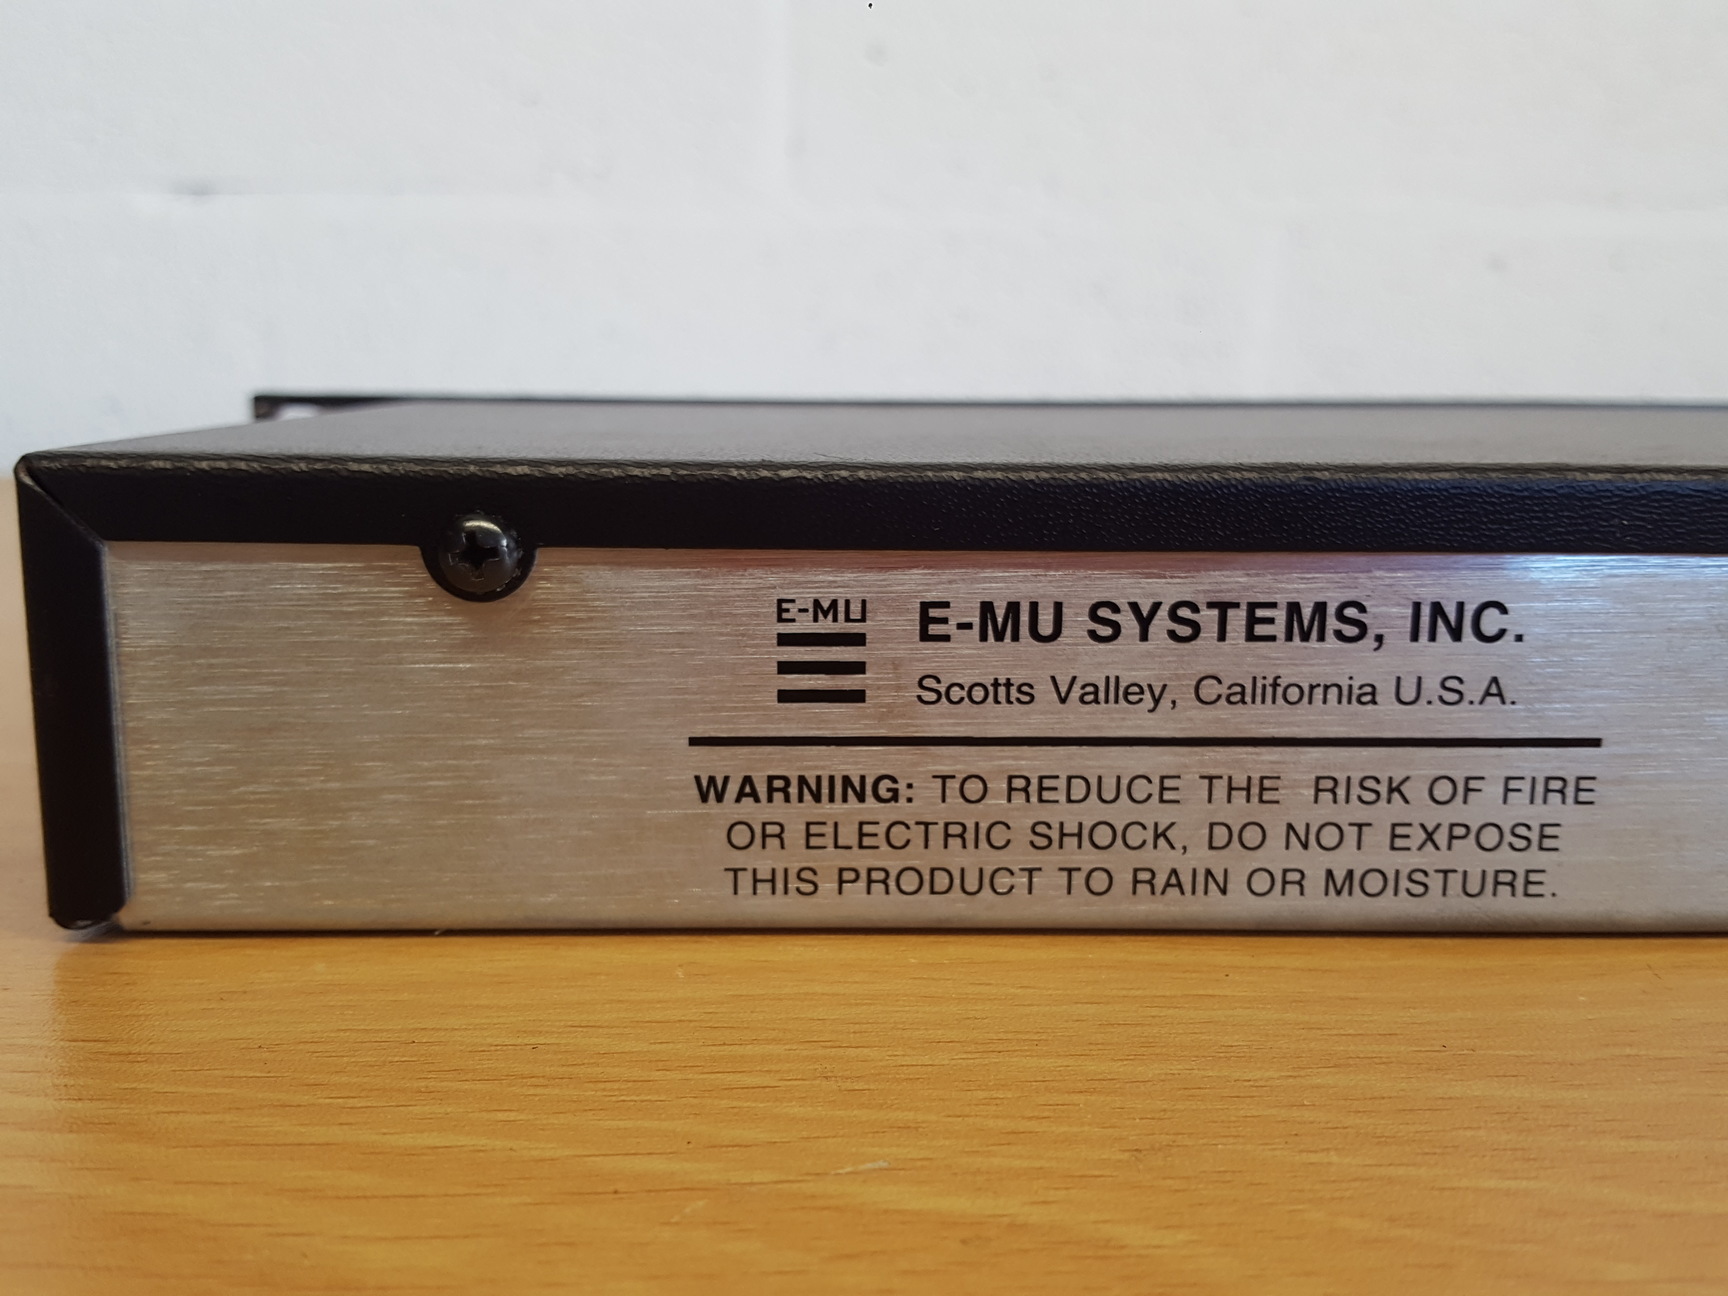 E-MU
E-MU SYSTEMS, INC.
Scotts Valley, California U.S.A.
WARNING: TO REDUCE THE RISK OF FIRE
OR ELECTRIC SHOCK, DO NOT EXPOSE
THIS PRODUCT TO RAIN OR MOISTURE.